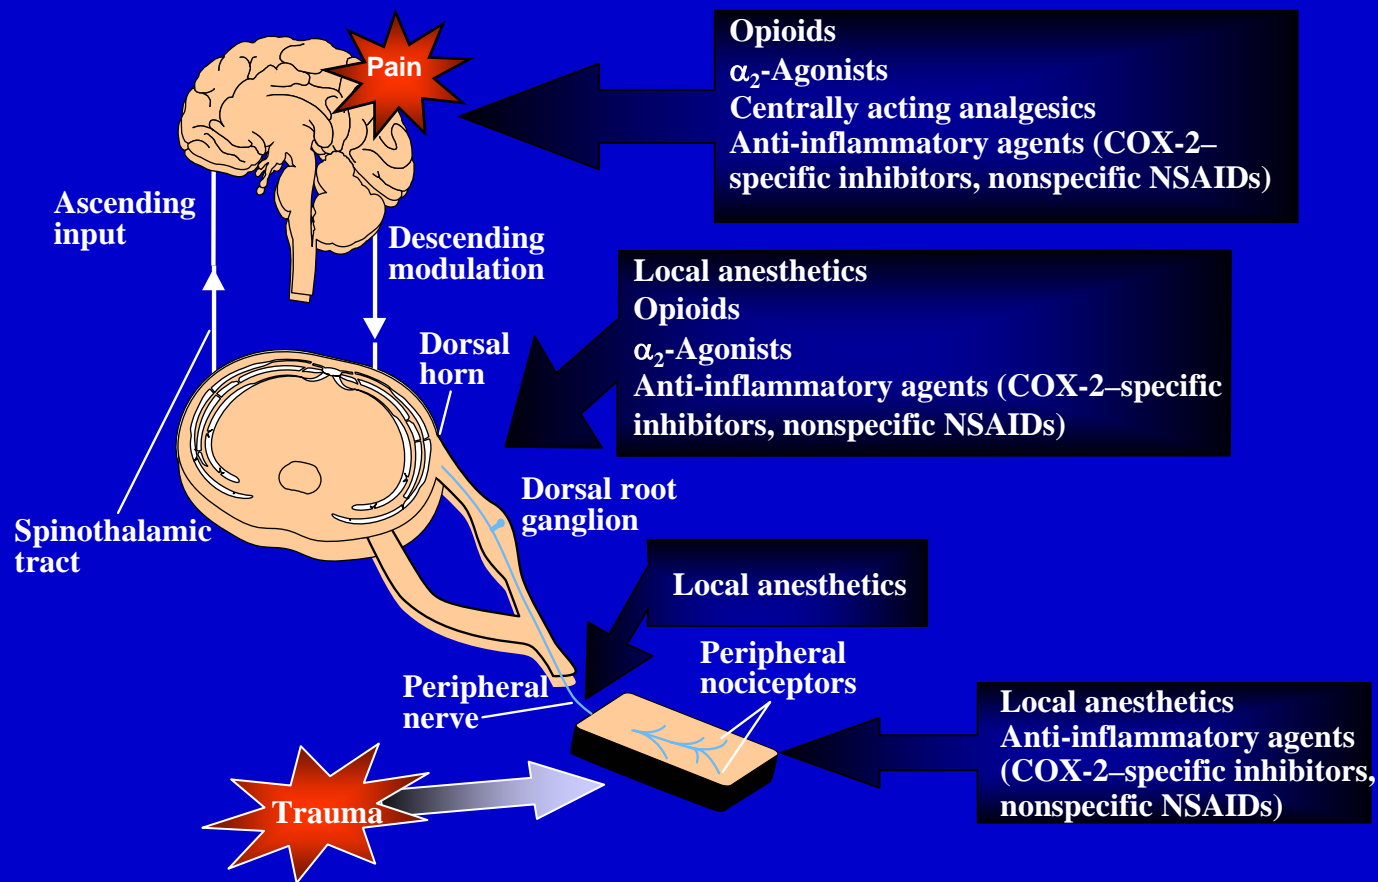 Pain
Opioids
α₂-Agonists
Centrally acting analgesics
Anti-inflammatory agents (COX-2–
specific inhibitors, nonspecific NSAIDs)
Ascending
input
Descending
modulation
Local anesthetics
Opioids
α₂-Agonists
Anti-inflammatory agents (COX-2–specific
inhibitors, nonspecific NSAIDs)
Dorsal
horn
Dorsal root
ganglion
Spinothalamic
tract
Local anesthetics
Peripheral
nociceptors
Peripheral
nerve
Local anesthetics
Anti-inflammatory agents
(COX-2–specific inhibitors,
nonspecific NSAIDs)
Trauma